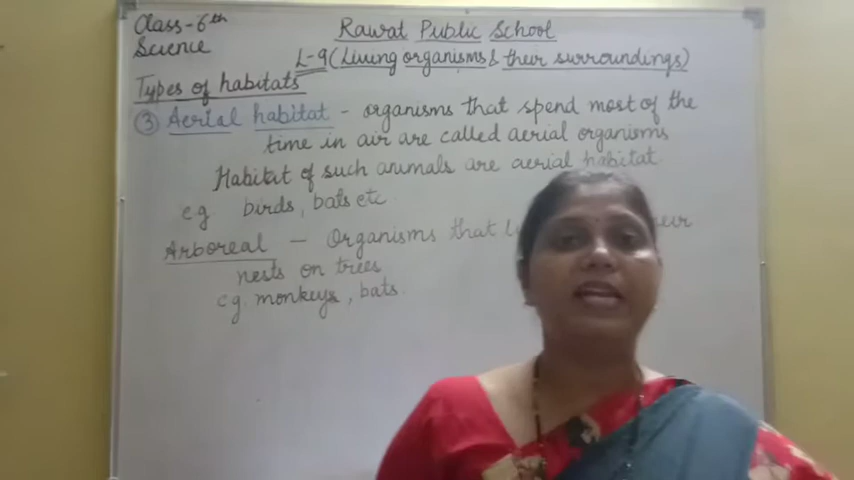 Class-6th
Rawat Public School
Science
L-9 (Living organisms & their surroundings)
Types of habitats
③ Aerial habitat - organisms that spend most of the
time in air are called aerial organisms
Habitat of such animals are aerial habitat
eg birds, bats etc
Arboreal - Organisms that
nests on trees
eg. monkeys, bats.